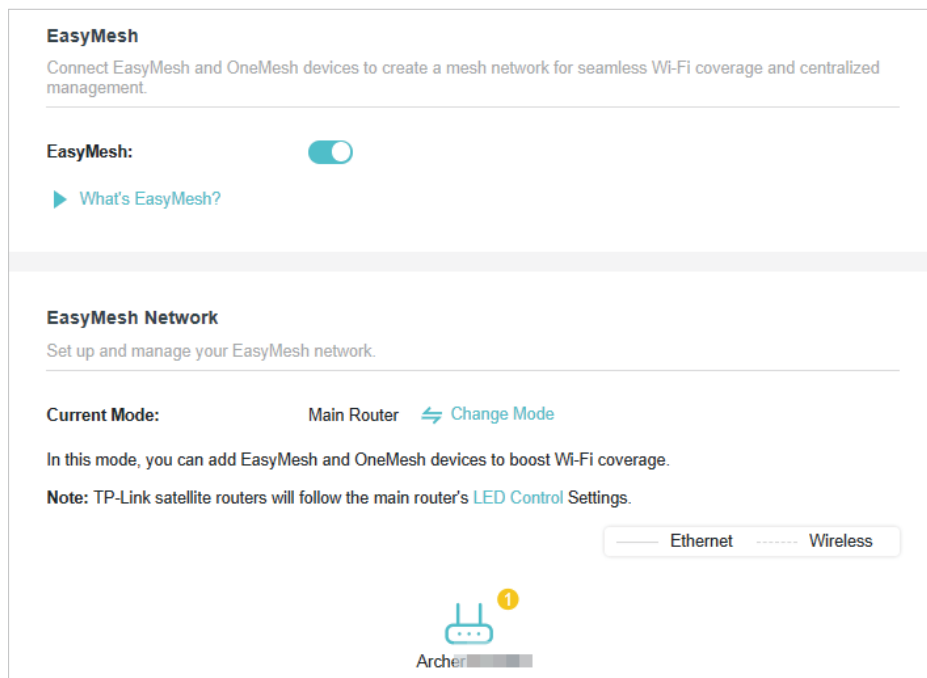 EasyMesh
Connect EasyMesh and OneMesh devices to create a mesh network for seamless Wi-Fi coverage and centralized
management.
EasyMesh:
What's EasyMesh?
EasyMesh Network
Set up and manage your EasyMesh network.
Current Mode: Main Router Change Mode
In this mode, you can add EasyMesh and OneMesh devices to boost Wi-Fi coverage.
Note: TP-Link satellite routers will follow the main router's LED Control Settings.
Ethernet Wireless
1
Archer